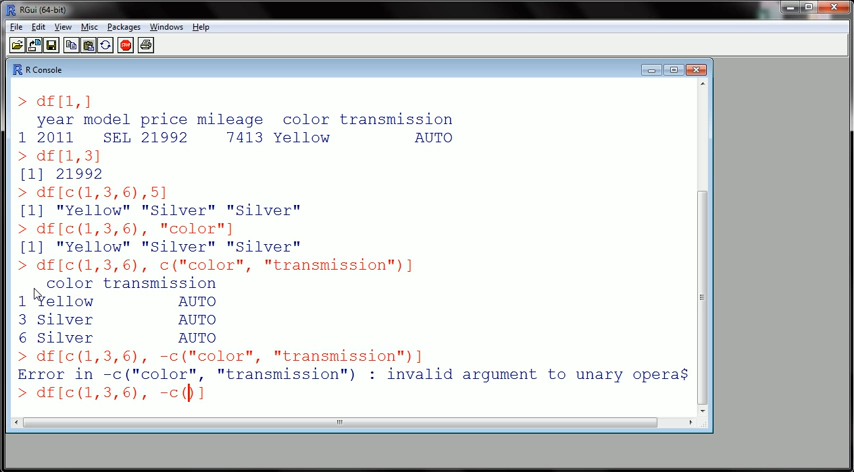 RGui (64-bit)
File Edit View Misc Packages Windows Help
STOP
R Console
> df[1,]
year model price mileage color transmission
1 2011 SEL 21992 7413 Yellow AUTO
> df[1,3]
[1] 21992
> df[c(1,3,6),5]
[1] "Yellow" "Silver" "Silver"
> df[c(1,3,6), "color"]
[1] "Yellow" "Silver" "Silver"
> df[c(1,3,6), c("color", "transmission")]
color transmission
1 Yellow AUTO
3 Silver AUTO
6 Silver AUTO
> df[c(1,3,6), -c("color", "transmission")]
Error in -c("color", "transmission") : invalid argument to unary opera$
> df[c(1,3,6), -c()]